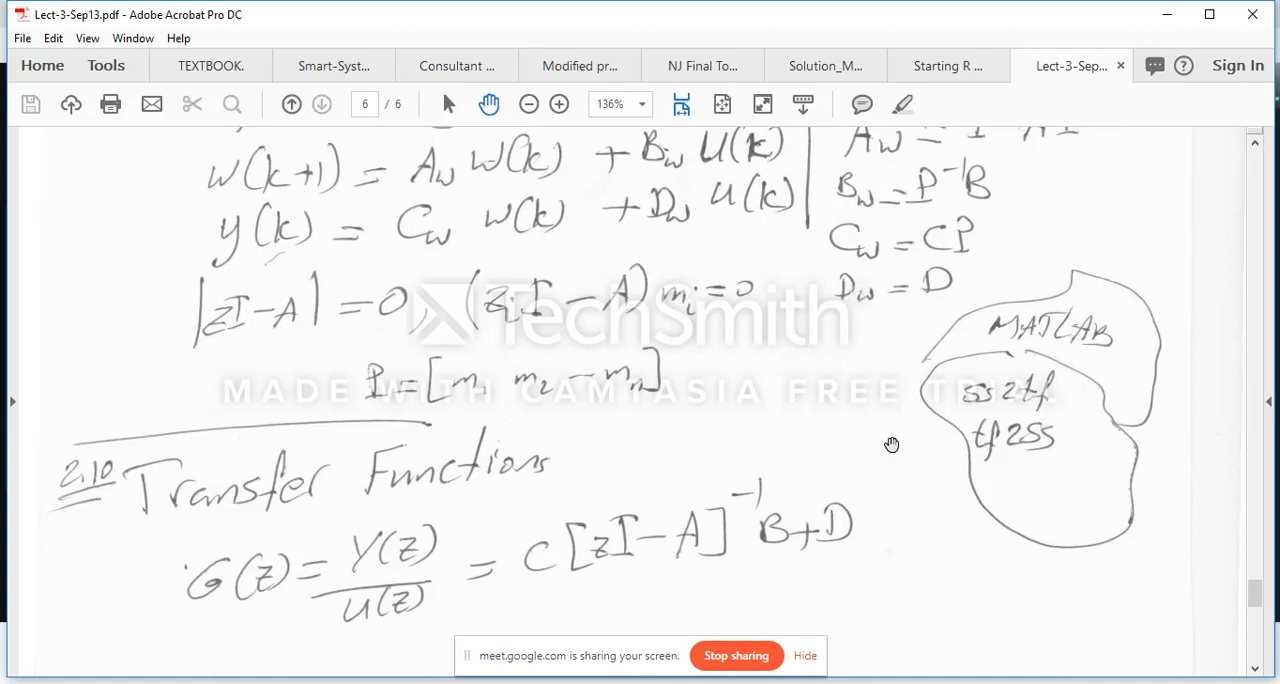 Lect-3-Sep13.pdf - Adobe Acrobat Pro DC
File Edit View Window Help
Home Tools TEXTBOOK. Smart-Syst... Consultant ... Modified pr... NJ Final To... Solution_M... Starting R ... Lect-3-Sep... × Sign In
6 / 6 136%
w(k+1) = A_w w(k) + B_w u(k)
y(k) = C_w w(k) + D_w u(k)
B_w = P^-1 B
C_w = CP
D_w = D
|zI-A| = 0, (z_i I - A) m_i = 0
P = [m_1 m_2 - m_n]
MATLAB
ss2tf
tf2ss
TechSmith
MADE WITH CAMTASIA FREE TRIAL
2.10 Transfer Functions
G(z) = Y(z)/U(z) = C [zI - A]^-1 B + D
meet.google.com is sharing your screen. Stop sharing Hide